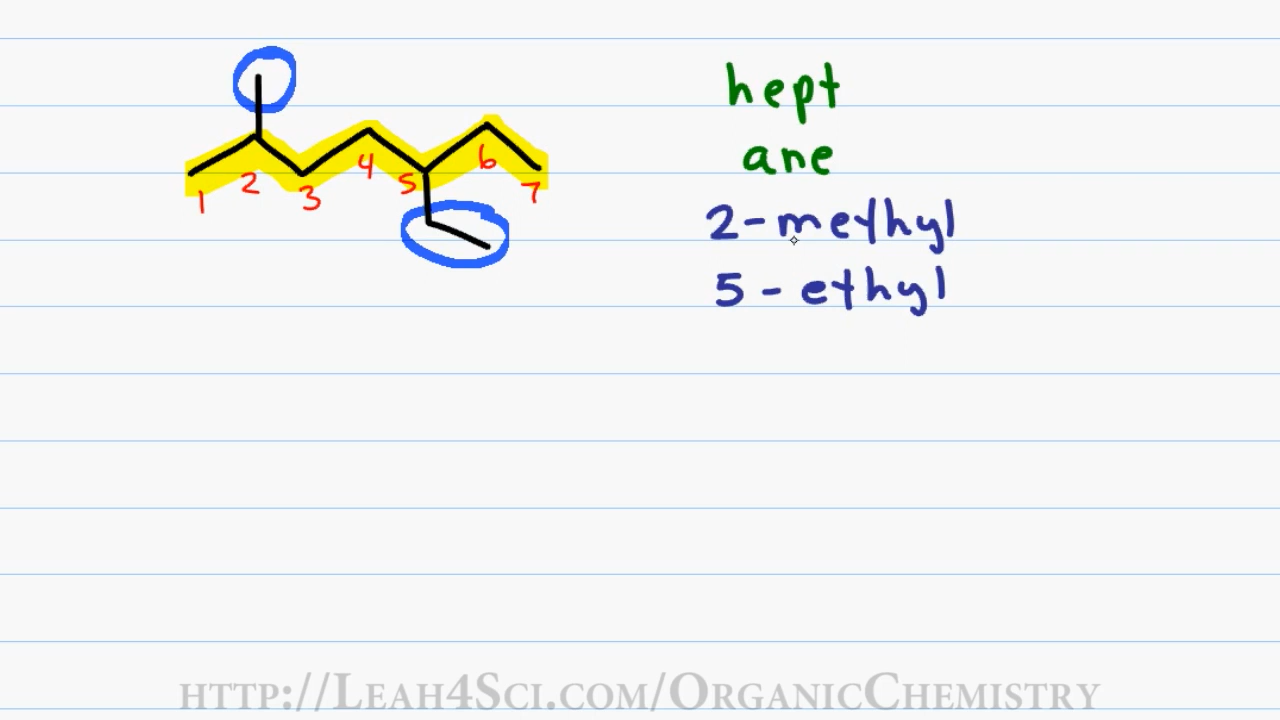 hept
ane
2-methyl
5-ethyl
1 2 3 4 5 6 7
HTTP://LEAH4SCI.COM/ORGANICCHEMISTRY